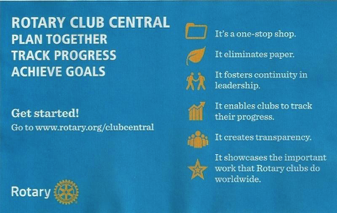 ROTARY CLUB CENTRAL
PLAN TOGETHER
TRACK PROGRESS
ACHIEVE GOALS
Get started!
Go to www.rotary.org/clubcentral
Rotary
It's a one-stop shop.
It eliminates paper.
It fosters continuity in
leadership.
It enables clubs to track
their progress.
It creates transparency.
It showcases the important
work that Rotary clubs do
worldwide.